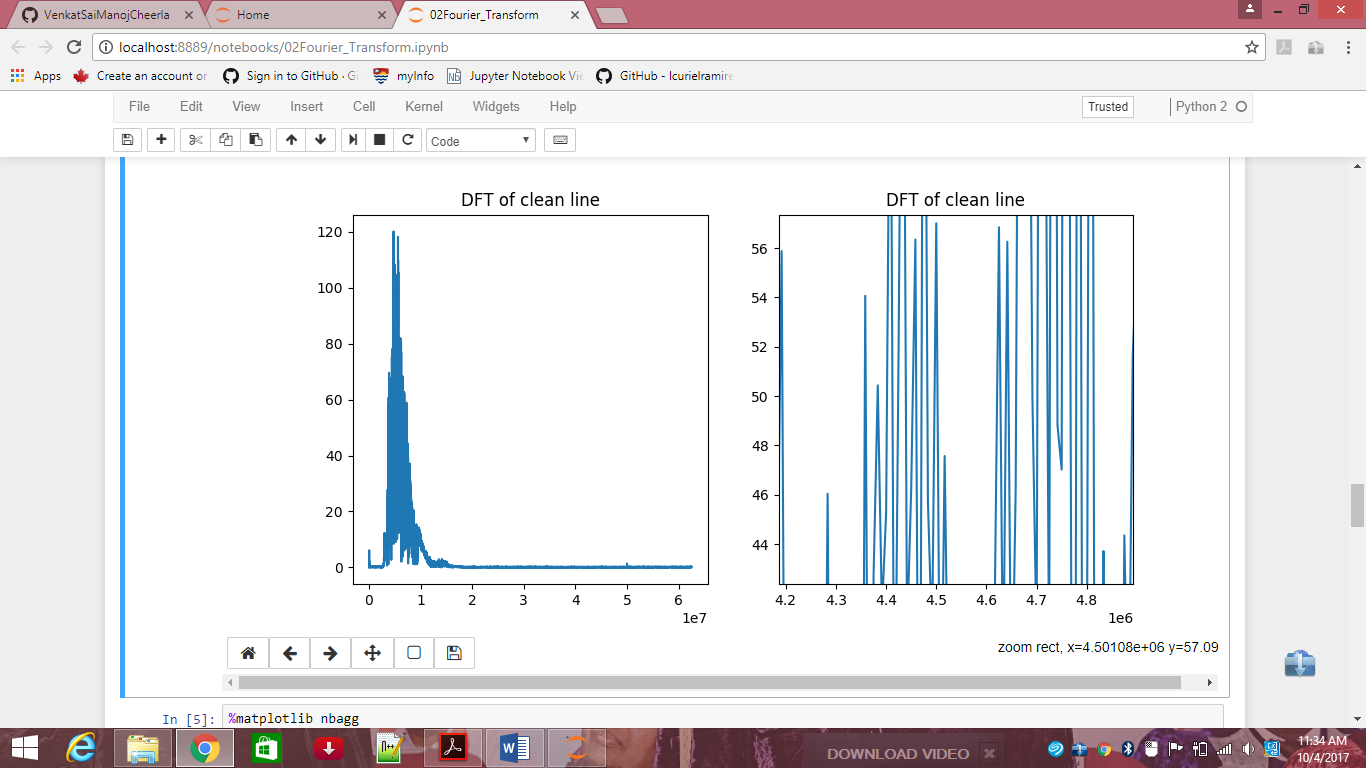 VenkatSaiManojCheerla
Home
02Fourier_Transform
localhost:8889/notebooks/02Fourier_Transform.ipynb
Apps
Create an account or
Sign in to GitHub · Gi
myInfo
Jupyter Notebook Vie
GitHub - lcurielramire
File Edit View Insert Cell Kernel Widgets Help
Trusted
Python 2
Code
DFT of clean line
120
100
80
60
40
20
0
0 1 2 3 4 5 6
1e7
DFT of clean line
56
54
52
50
48
46
44
4.2 4.3 4.4 4.5 4.6 4.7 4.8
1e6
zoom rect, x=4.50108e+06 y=57.09
In [5]: %matplotlib nbagg
DOWNLOAD VIDEO
11:34 AM
10/4/2017